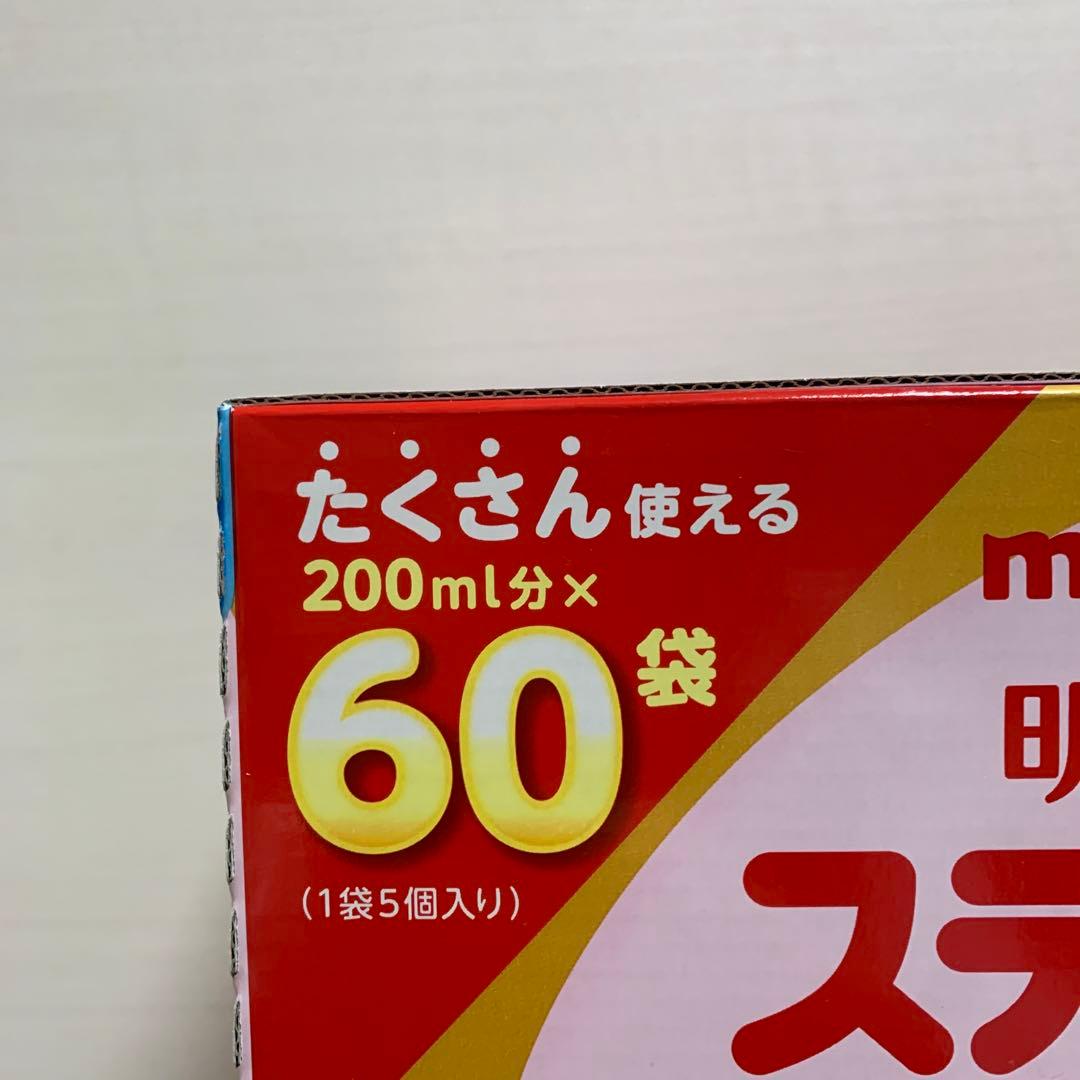 たくさん使える
200ml分×
60袋
(1袋5個入り)
m
明
ステ